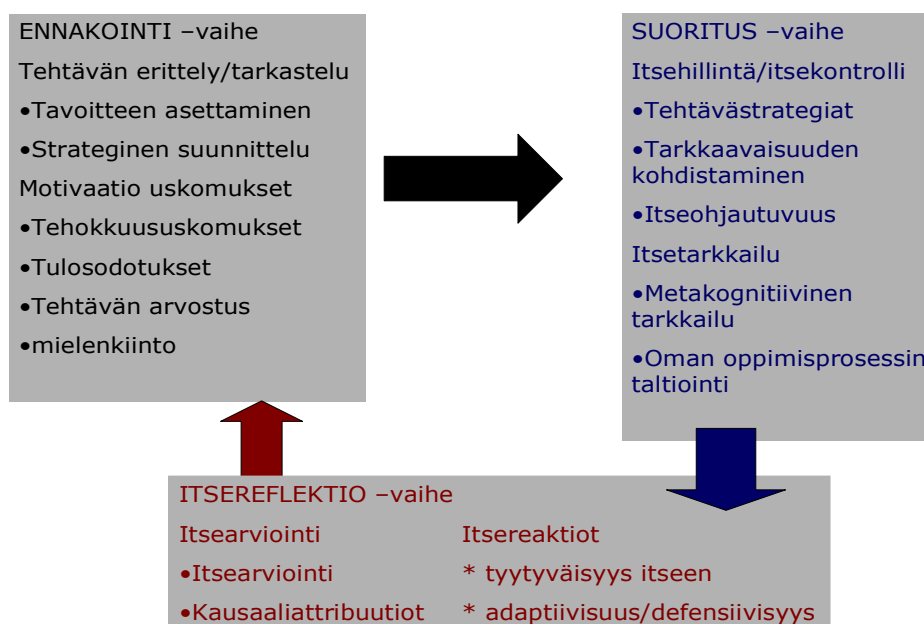 ENNAKOINTI –vaihe
Tehtävän erittely/tarkastelu
•Tavoitteen asettaminen
•Strateginen suunnittelu
Motivaatio uskomukset
•Tehokkuususkomukset
•Tulosodotukset
•Tehtävän arvostus
•mielenkiinto
SUORITUS –vaihe
Itsehillintä/itsekontrolli
•Tehtävästrategiat
•Tarkkaavaisuuden
kohdistaminen
•Itseohjautuvuus
Itsetarkkailu
•Metakognitiivinen
tarkkailu
•Oman oppimisprosessin
taltiointi
ITSEREFLEKTIO –vaihe
Itsearviointi
•Itsearviointi
•Kausaaliattribuutiot
Itsereaktiot
* tyytyväisyys itseen
* adaptiivisuus/defensiivisyys